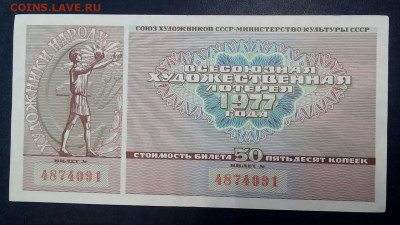 COINS.LAVE.RU
СОЮЗ ХУДОЖНИКОВ СССР-МИНИСТЕРСТВО КУЛЬТУРЫ СССР
ХУДОЖНИКИ НАРОДУ
ВСЕСОЮЗНАЯ
ХУДОЖЕСТВЕННАЯ
ЛОТЕРЕЯ
1977
ГОДА
СТОИМОСТЬ БИЛЕТА 50 ПЯТЬДЕСЯТ КОПЕЕК
БИЛЕТ №
4874091
БИЛЕТ №
4874091